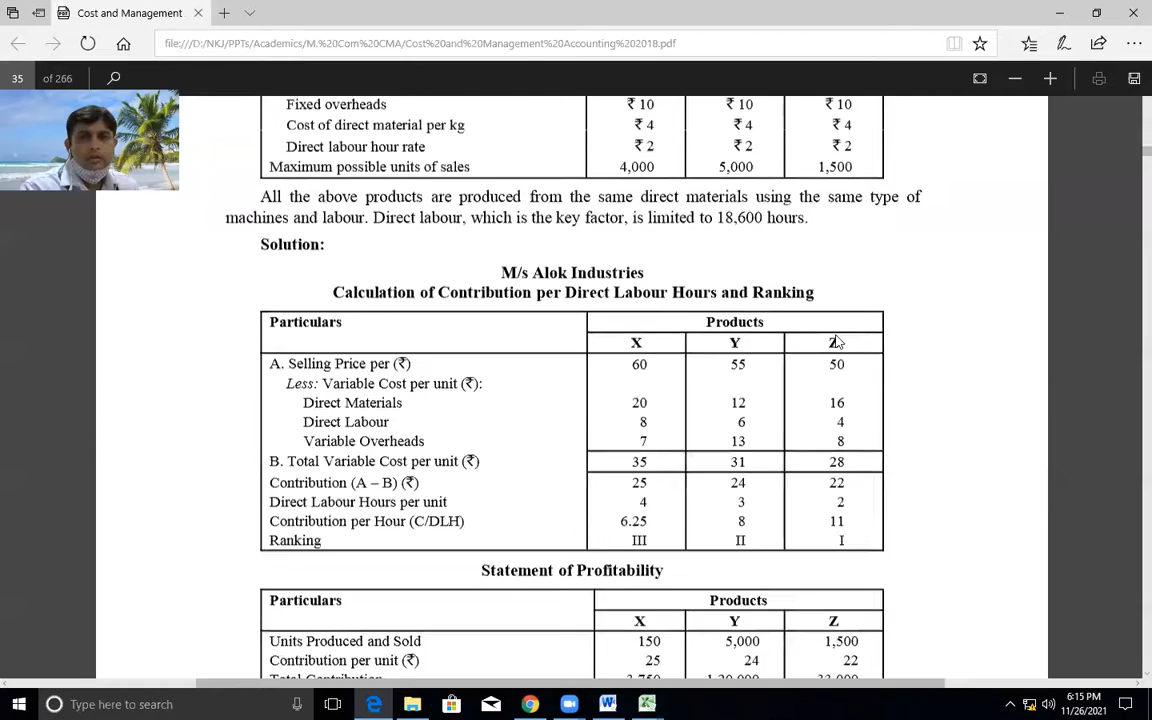 Cost and Management
file:///D:/NKJ/PPTs/Academics/M.%20Com%20CMA/Cost%20and%20Management%20Accounting%202018.pdf
35 of 266
Fixed overheads ₹ 10 ₹ 10 ₹ 10
Cost of direct material per kg ₹ 4 ₹ 4 ₹ 4
Direct labour hour rate ₹ 2 ₹ 2 ₹ 2
Maximum possible units of sales 4,000 5,000 1,500
All the above products are produced from the same direct materials using the same type of
machines and labour. Direct labour, which is the key factor, is limited to 18,600 hours.
Solution:
M/s Alok Industries
Calculation of Contribution per Direct Labour Hours and Ranking
Particulars Products
X Y Z
A. Selling Price per (₹) 60 55 50
Less: Variable Cost per unit (₹):
Direct Materials 20 12 16
Direct Labour 8 6 4
Variable Overheads 7 13 8
B. Total Variable Cost per unit (₹) 35 31 28
Contribution (A – B) (₹) 25 24 22
Direct Labour Hours per unit 4 3 2
Contribution per Hour (C/DLH) 6.25 8 11
Ranking III II I
Statement of Profitability
Particulars Products
X Y Z
Units Produced and Sold 150 5,000 1,500
Contribution per unit (₹) 25 24 22
Total Contribution 3,750 1,20,000 33,000
Type here to search
6:15 PM
11/26/2021